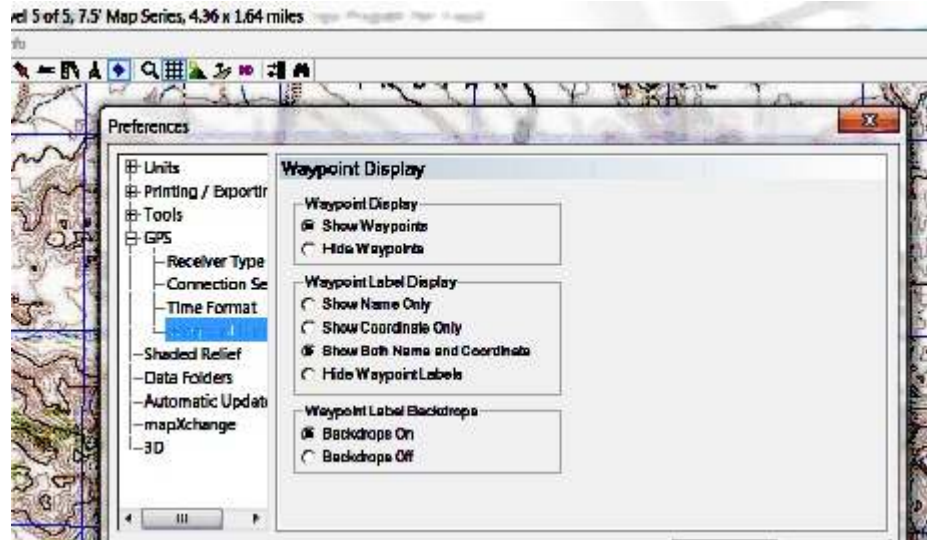 vel 5 of 5, 7.5' Map Series, 4.36 x 1.64 miles
Preferences
Units
Printing / Exportin
Tools
GPS
Receiver Type
Connection Se
Time Format
Shaded Relief
Data Folders
Automatic Updat
mapXchange
3D
Waypoint Display
Waypoint Display
Show Waypoints
Hide Waypoints
Waypoint Label Display
Show Name Only
Show Coordinate Only
Show Both Name and Coordinate
Hide Waypoint Labels
Waypoint Label Backdrops
Backdrops On
Backdrops Off